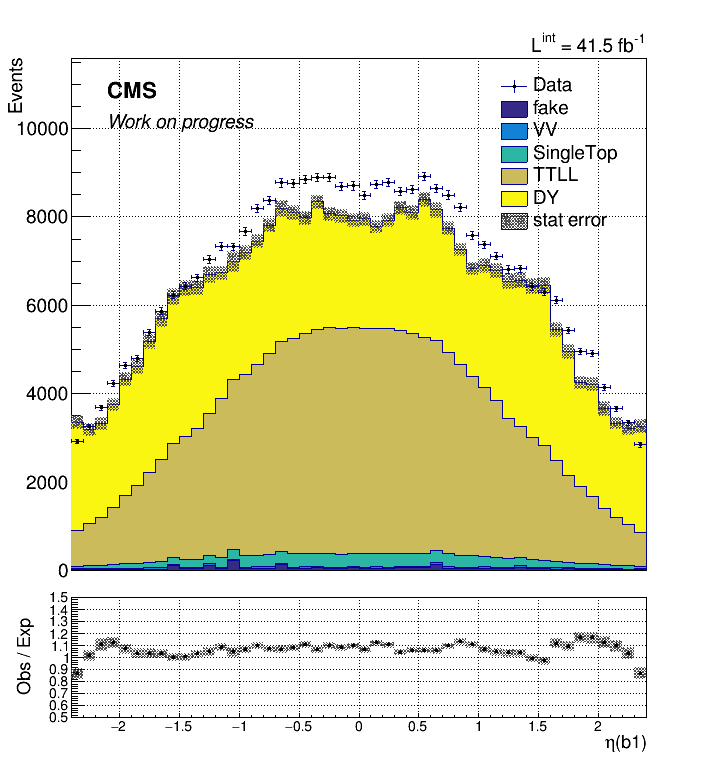 L^int = 41.5 fb^-1
Events
CMS
Work on progress
Data
fake
VV
SingleTop
TTLL
DY
stat error
10000
8000
6000
4000
2000
0
Obs / Exp
1.5
1.4
1.3
1.2
1.1
1
0.9
0.8
0.7
0.6
0.5
−2 −1.5 −1 −0.5 0 0.5 1 1.5 2
η(b1)